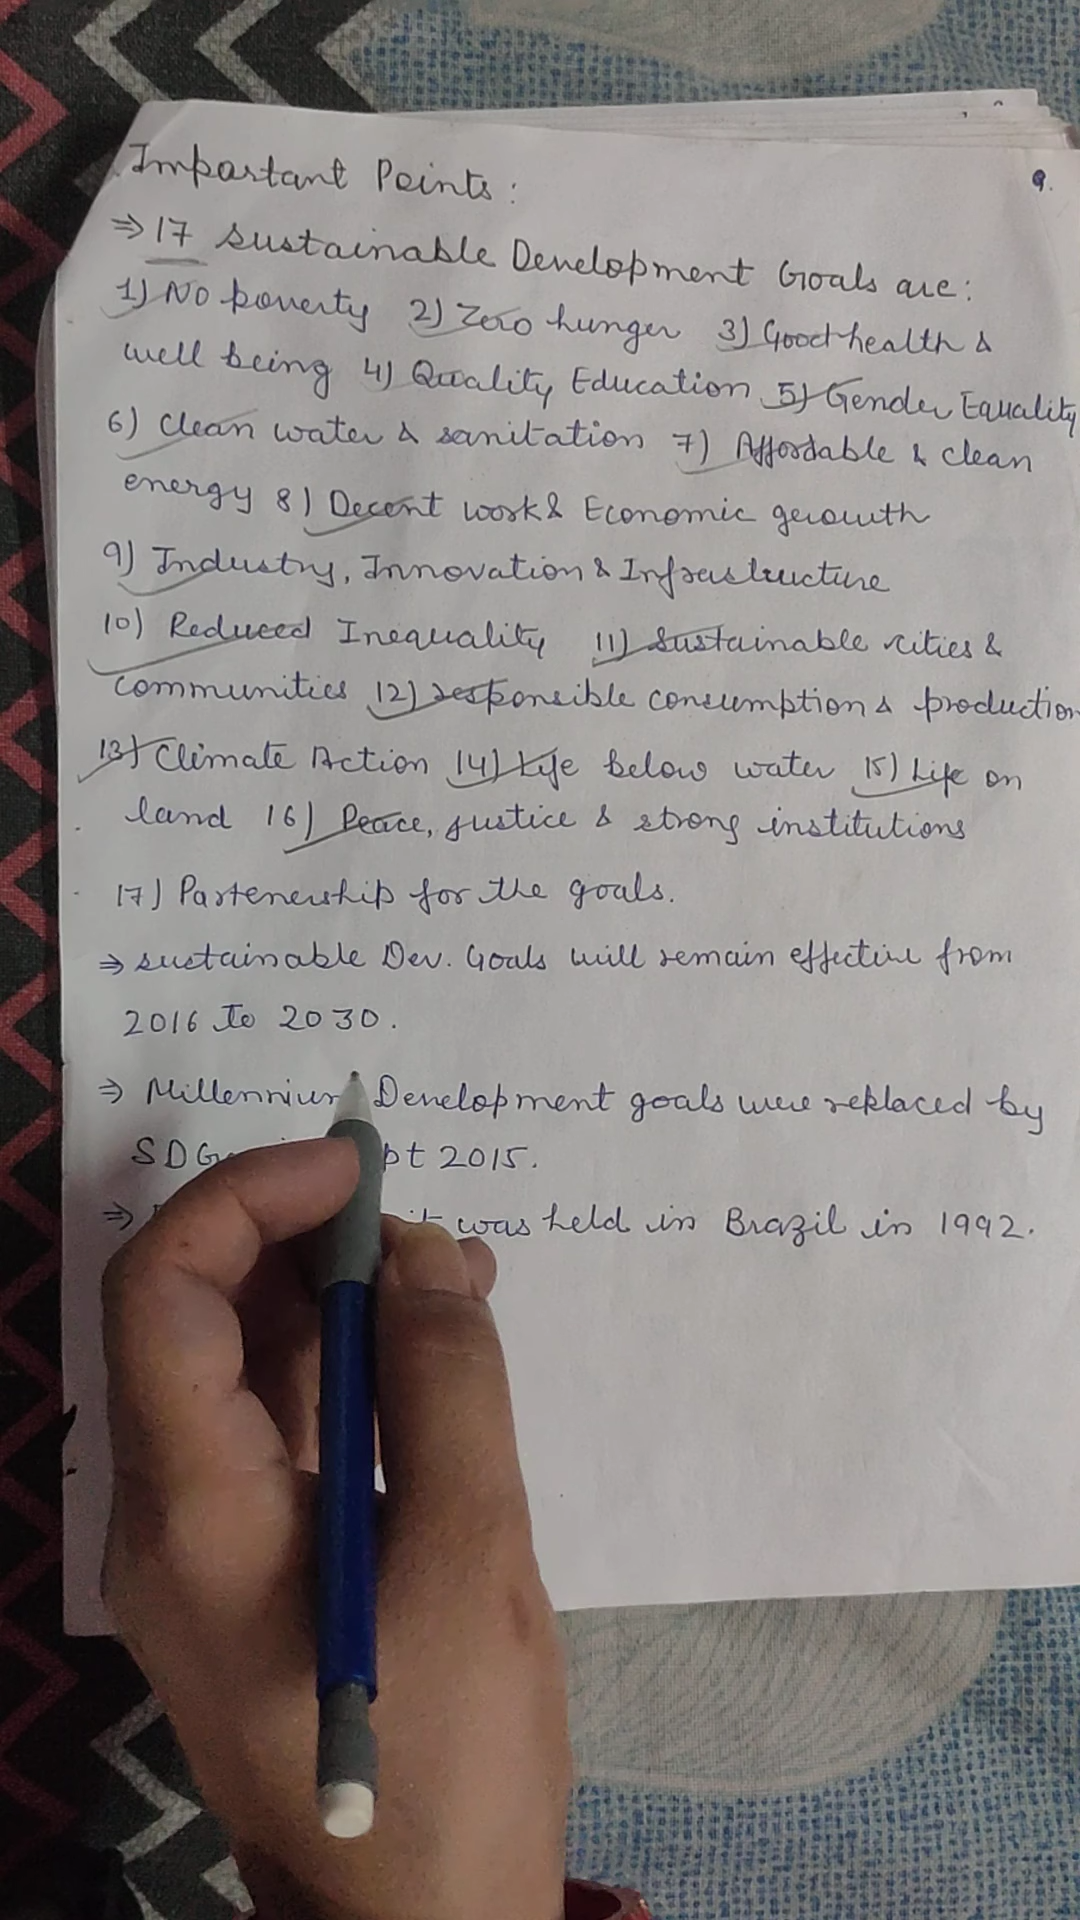 9.
Important Points :
⇒ 17 Sustainable Development Goals are :
1) No poverty 2) Zero hunger 3) Good health &
well being 4) Quality Education 5) Gender Equality
6) Clean water & sanitation 7) Affordable & clean
energy 8) Decent work & Economic growth
9) Industry, Innovation & Infrastructure
10) Reduced Inequality 11) Sustainable cities &
communities 12) responsible consumption & production
13) Climate Action 14) Life below water 15) Life on
land 16) Peace, justice & strong institutions
17) Partenership for the goals.
⇒ sustainable Dev. Goals will remain effective from
2016 to 2030.
⇒ Millennium Development goals were replaced by
SDG 2015.
⇒ was held in Brazil in 1992.